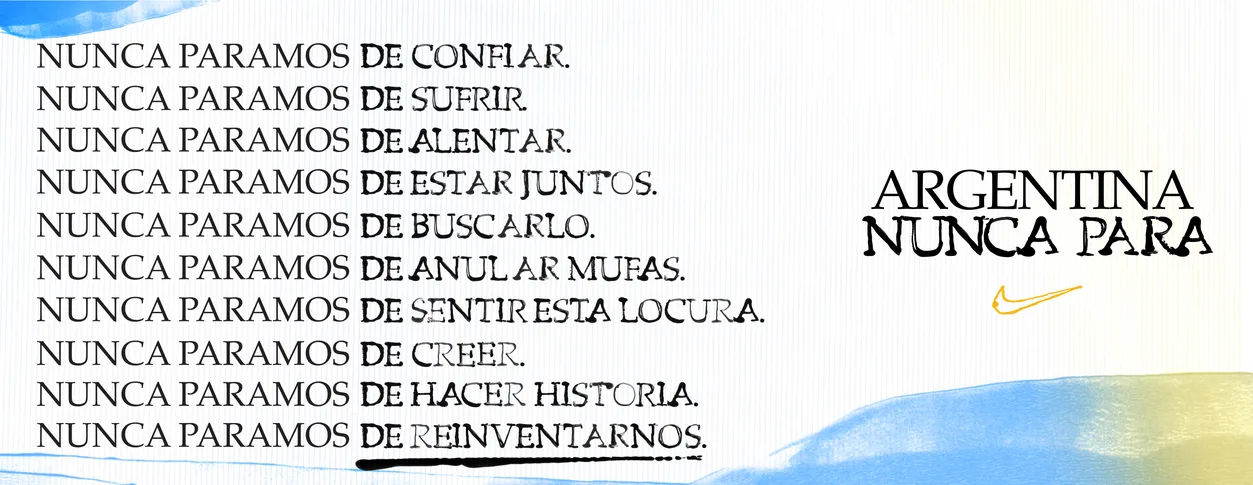 NUNCA PARAMOS DE CONFIAR.
NUNCA PARAMOS DE SUFRIR.
NUNCA PARAMOS DE ALENTAR.
NUNCA PARAMOS DE ESTAR JUNTOS.
NUNCA PARAMOS DE BUSCARLO.
NUNCA PARAMOS DE ANULAR MUFAS.
NUNCA PARAMOS DE SENTIR ESTA LOCURA.
NUNCA PARAMOS DE CREER.
NUNCA PARAMOS DE HACER HISTORIA.
NUNCA PARAMOS DE REINVENTARNOS.
ARGENTINA
NUNCA PARA